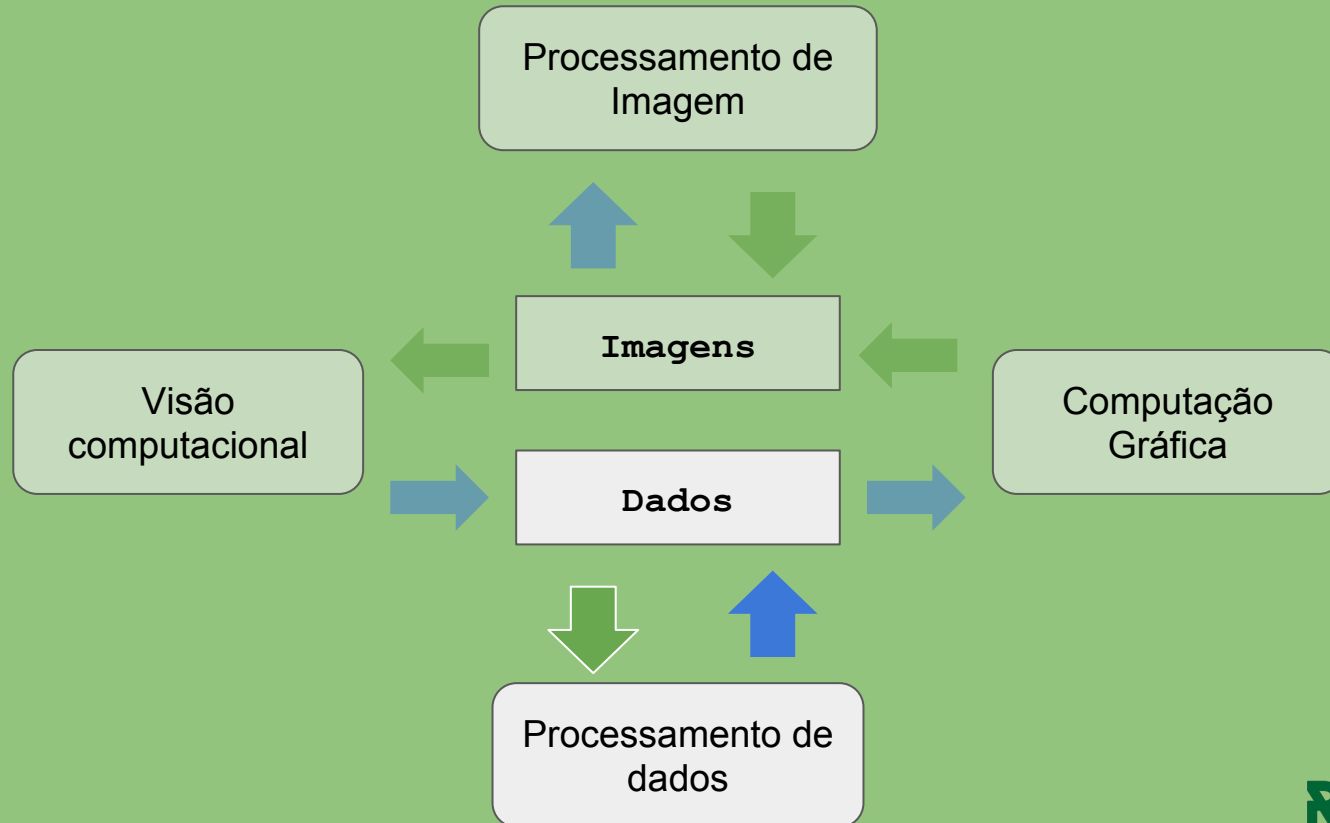 Processamento de
Imagem
Imagens
Visão
computacional
Computação
Gráfica
Dados
Processamento de
dados